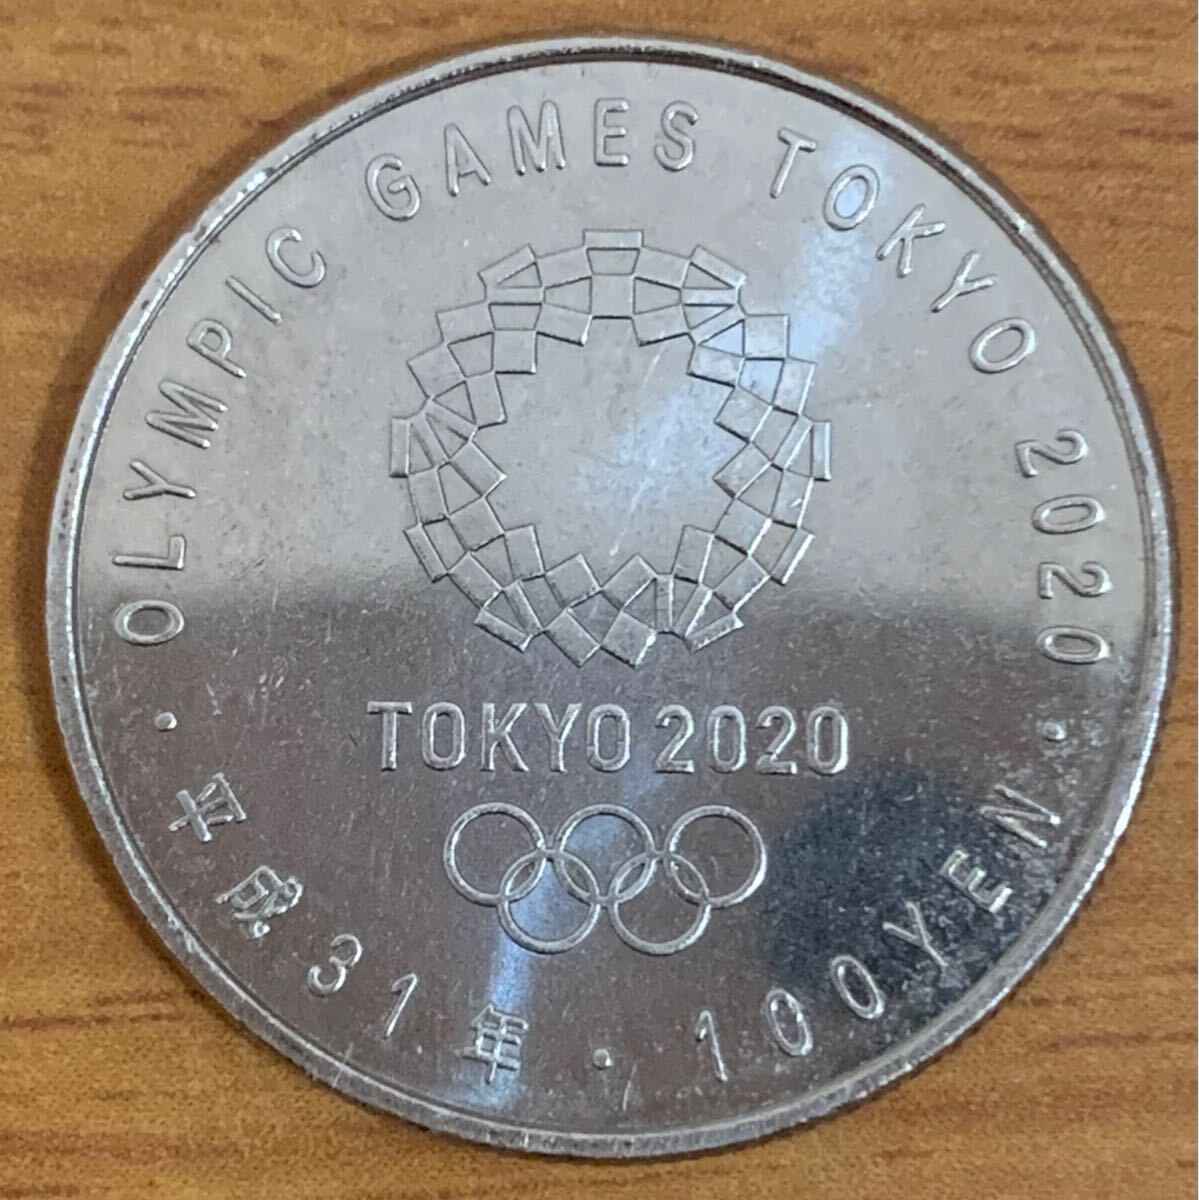 OLYMPIC GAMES TOKYO 2020
TOKYO 2020
平成31年・100YEN